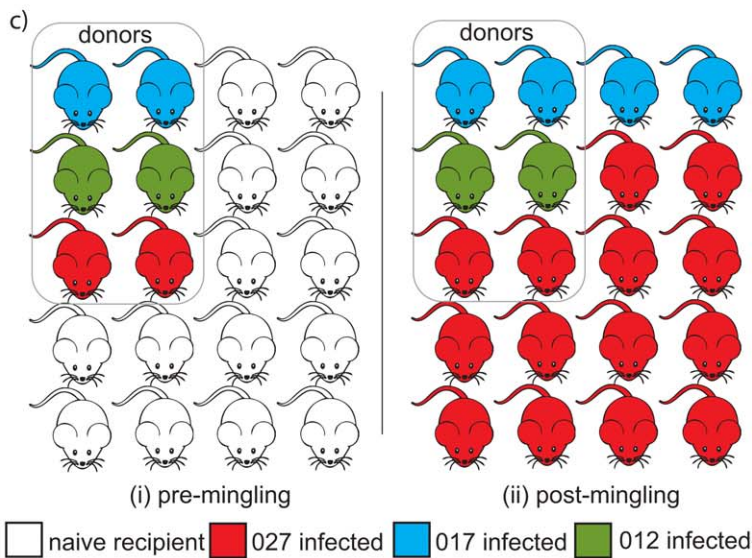 c)
donors
donors
(i) pre-mingling
(ii) post-mingling
naive recipient
027 infected
017 infected
012 infected